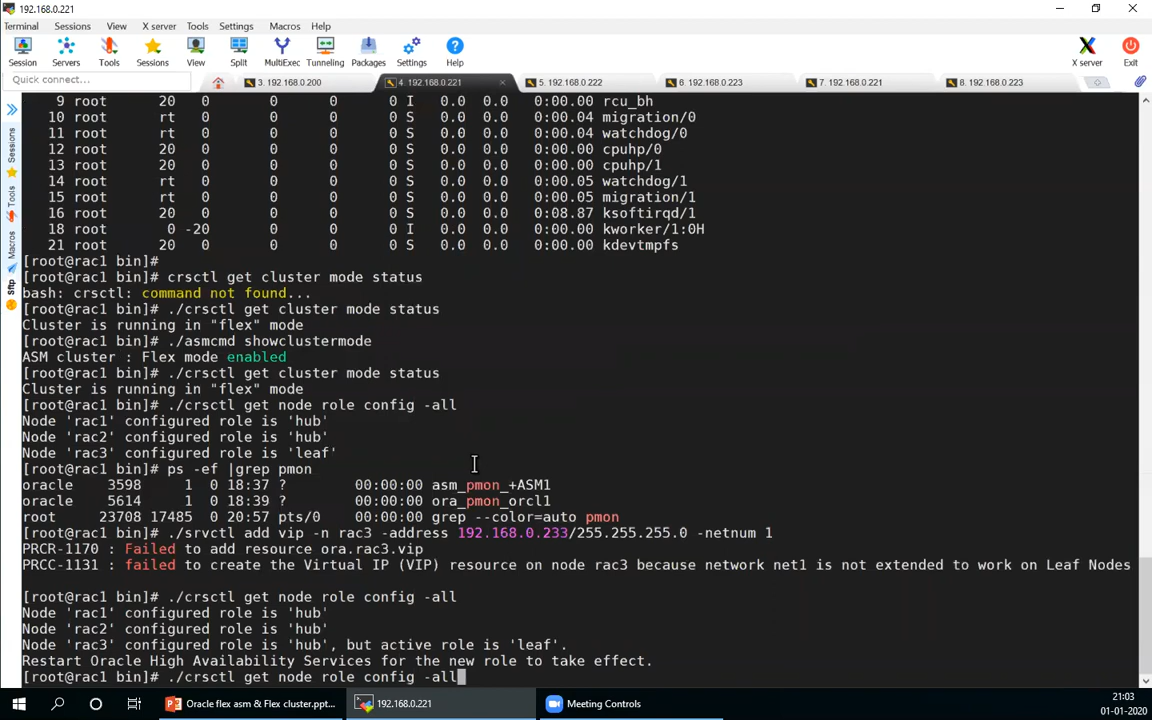 192.168.0.221
Terminal Sessions View X server Tools Settings Macros Help
Session Servers Tools Sessions View Split MultiExec Tunneling Packages Settings Help X server Exit
Quick connect... 3. 192.168.0.200 4. 192.168.0.221 5. 192.168.0.222 6. 192.168.0.223 7. 192.168.0.221 8. 192.168.0.223
Sessions
Tools
Macros
Sftp
9 root 20 0 0 0 0 I 0.0 0.0 0:00.00 rcu_bh
10 root rt 0 0 0 0 S 0.0 0.0 0:00.04 migration/0
11 root rt 0 0 0 0 S 0.0 0.0 0:00.04 watchdog/0
12 root 20 0 0 0 0 S 0.0 0.0 0:00.00 cpuhp/0
13 root 20 0 0 0 0 S 0.0 0.0 0:00.00 cpuhp/1
14 root rt 0 0 0 0 S 0.0 0.0 0:00.05 watchdog/1
15 root rt 0 0 0 0 S 0.0 0.0 0:00.05 migration/1
16 root 20 0 0 0 0 S 0.0 0.0 0:08.87 ksoftirqd/1
18 root 0 -20 0 0 0 I 0.0 0.0 0:00.00 kworker/1:0H
21 root 20 0 0 0 0 S 0.0 0.0 0:00.00 kdevtmpfs
[root@rac1 bin]#
[root@rac1 bin]# crsctl get cluster mode status
bash: crsctl: command not found...
[root@rac1 bin]# ./crsctl get cluster mode status
Cluster is running in "flex" mode
[root@rac1 bin]# ./asmcmd showclustermode
ASM cluster : Flex mode enabled
[root@rac1 bin]# ./crsctl get cluster mode status
Cluster is running in "flex" mode
[root@rac1 bin]# ./crsctl get node role config -all
Node 'rac1' configured role is 'hub'
Node 'rac2' configured role is 'hub'
Node 'rac3' configured role is 'leaf'
[root@rac1 bin]# ps -ef |grep pmon
oracle 3598 1 0 18:37 ? 00:00:00 asm_pmon_+ASM1
oracle 5614 1 0 18:39 ? 00:00:00 ora_pmon_orcl1
root 23708 17485 0 20:57 pts/0 00:00:00 grep --color=auto pmon
[root@rac1 bin]# ./srvctl add vip -n rac3 -address 192.168.0.233/255.255.255.0 -netnum 1
PRCR-1170 : Failed to add resource ora.rac3.vip
PRCC-1131 : failed to create the Virtual IP (VIP) resource on node rac3 because network net1 is not extended to work on Leaf Nodes
[root@rac1 bin]# ./crsctl get node role config -all
Node 'rac1' configured role is 'hub'
Node 'rac2' configured role is 'hub'
Node 'rac3' configured role is 'hub', but active role is 'leaf'.
Restart Oracle High Availability Services for the new role to take effect.
[root@rac1 bin]# ./crsctl get node role config -all
Oracle flex asm & Flex cluster.ppt... 192.168.0.221 Meeting Controls 21:03
01-01-2020